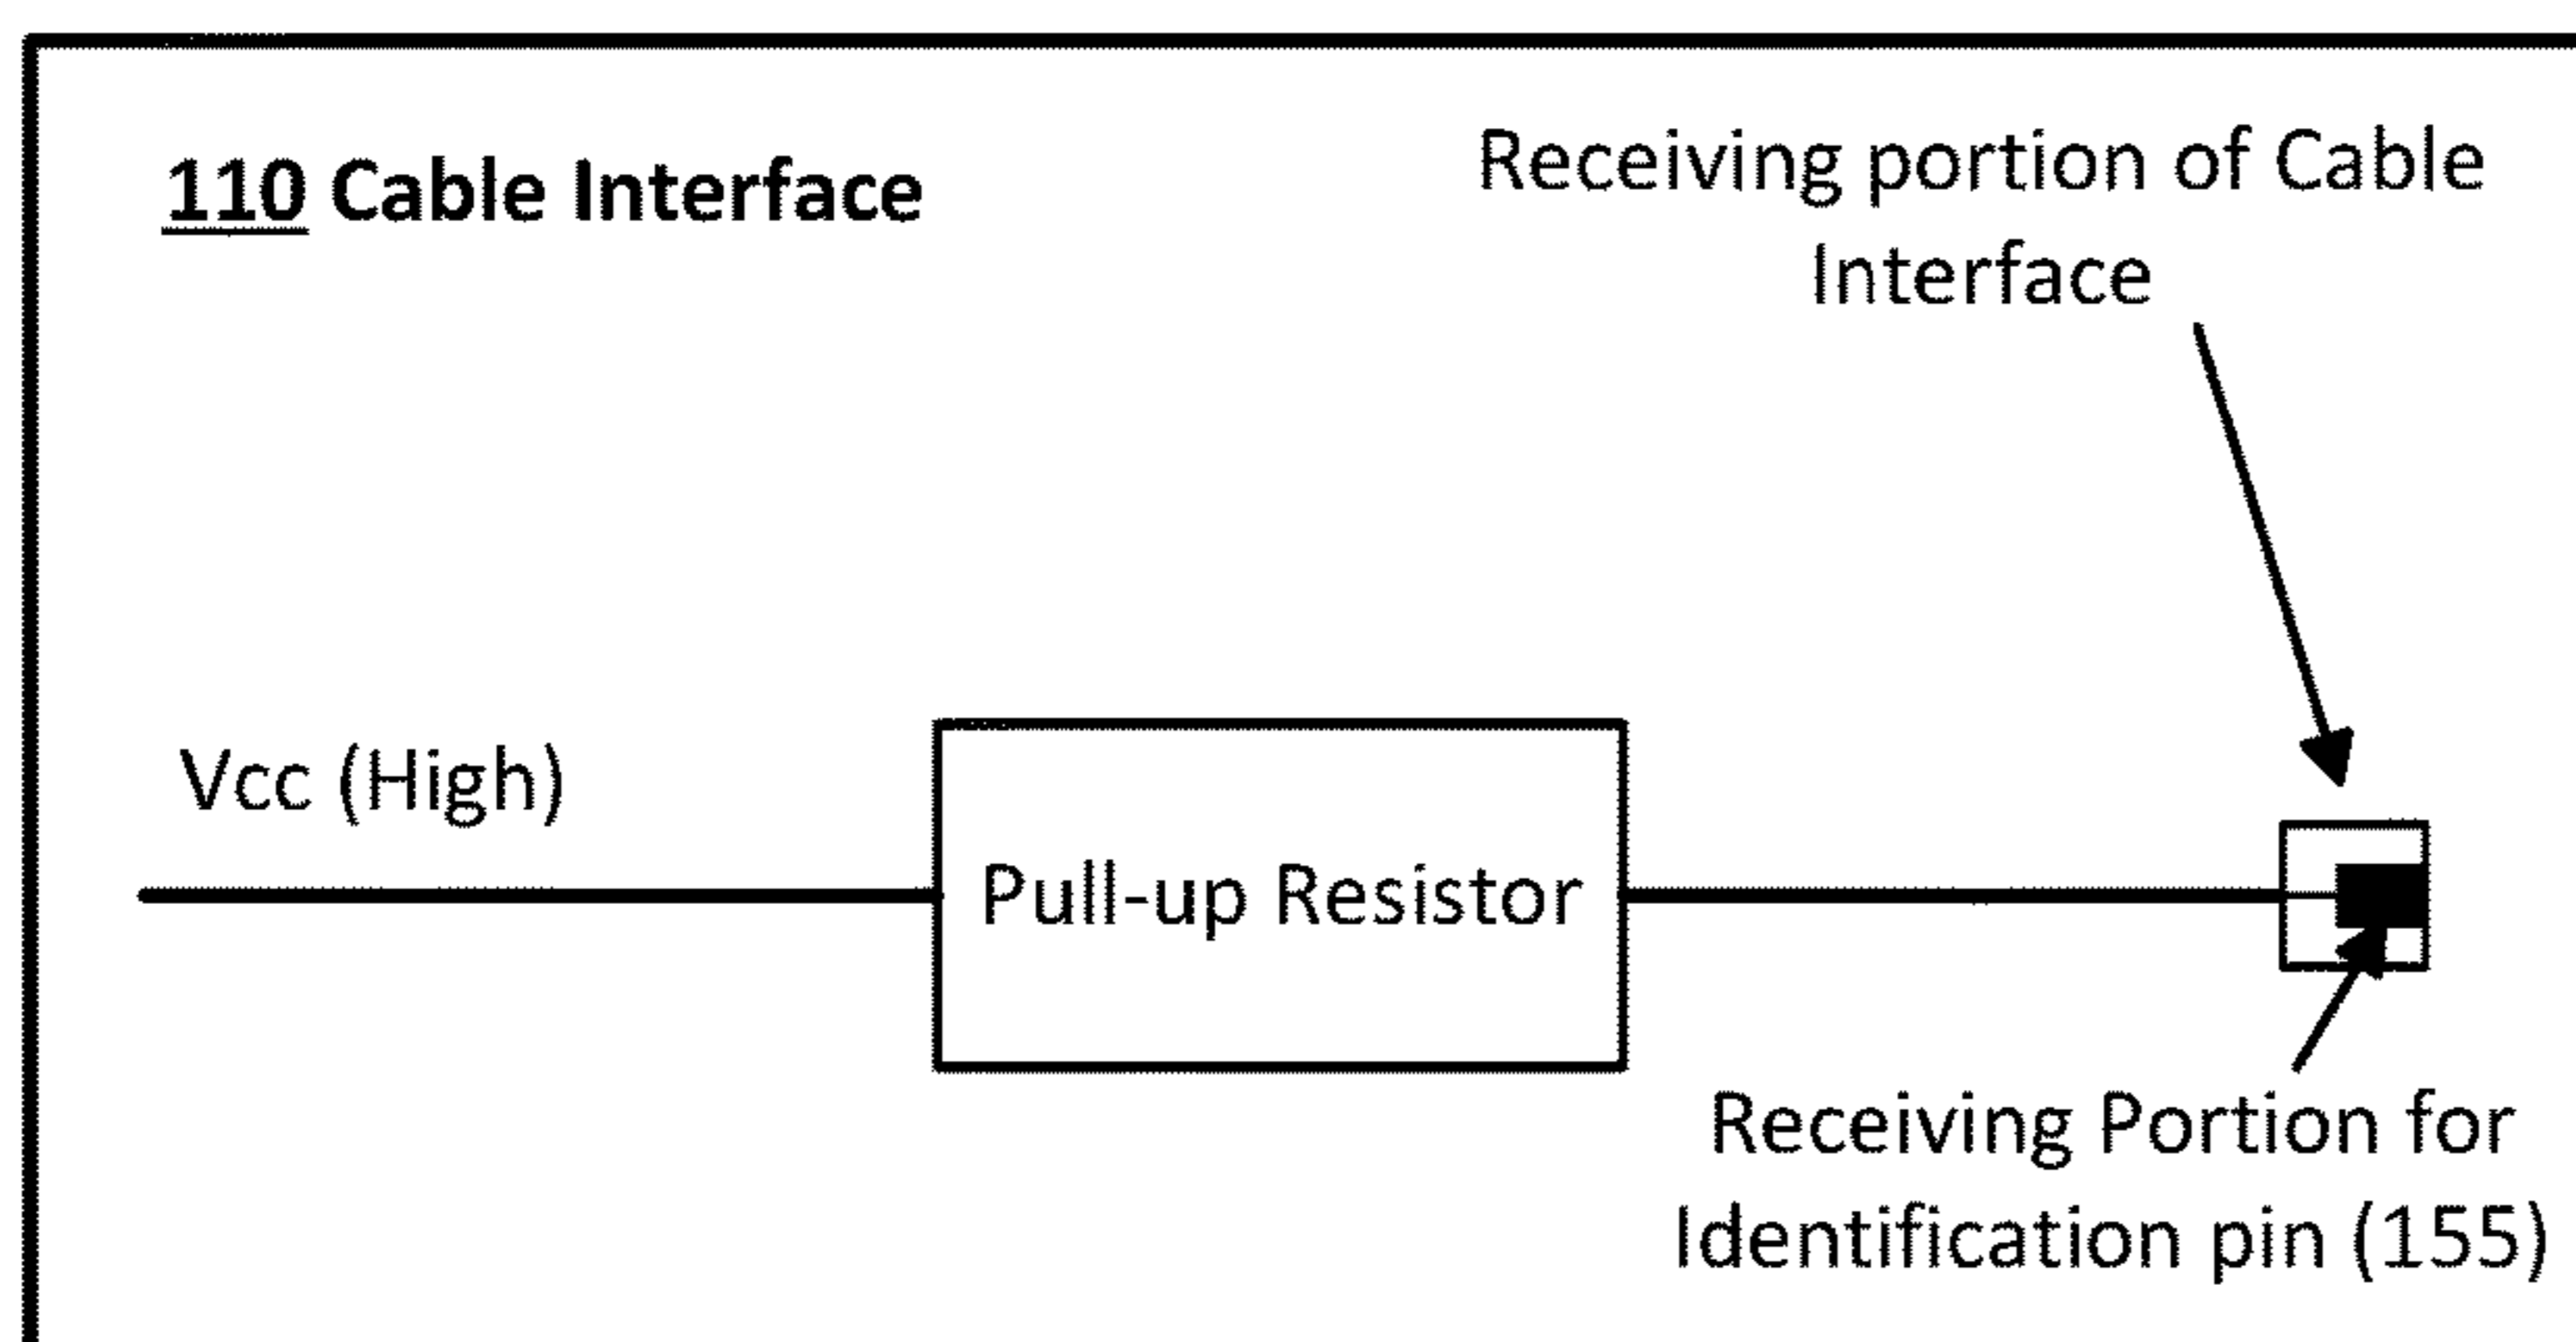 110 Cable Interface
Receiving portion of Cable
Interface
Vcc (High)
Pull-up Resistor
Receiving Portion for
Identification pin (155)